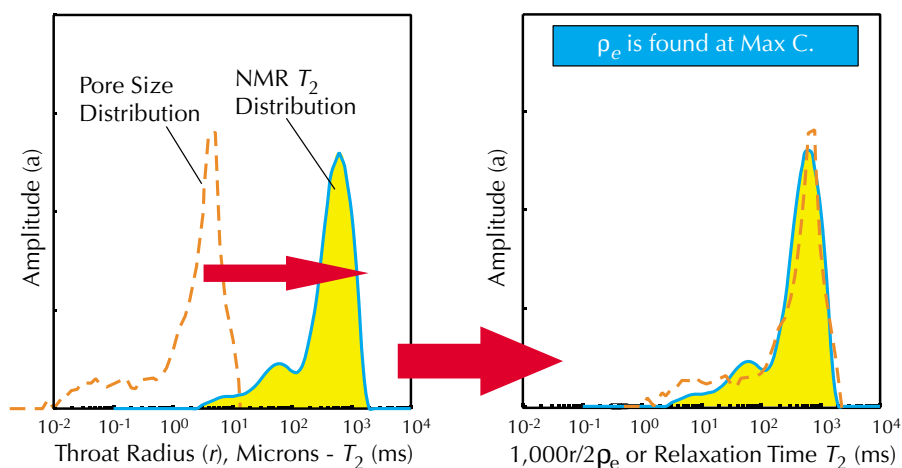 Pore Size
Distribution
NMR T₂
Distribution
Amplitude (a)
10⁻² 10⁻¹ 10⁰ 10¹ 10² 10³ 10⁴
Throat Radius (r), Microns - T₂ (ms)
ρₑ is found at Max C.
Amplitude (a)
10⁻² 10⁻¹ 10⁰ 10¹ 10² 10³ 10⁴
1,000r/2ρₑ or Relaxation Time T₂ (ms)